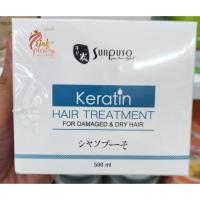 Sunpuso
Keratin
HAIR TREATMENT
FOR DAMAGED & DRY HAIR
シャンプーそ
500 ml